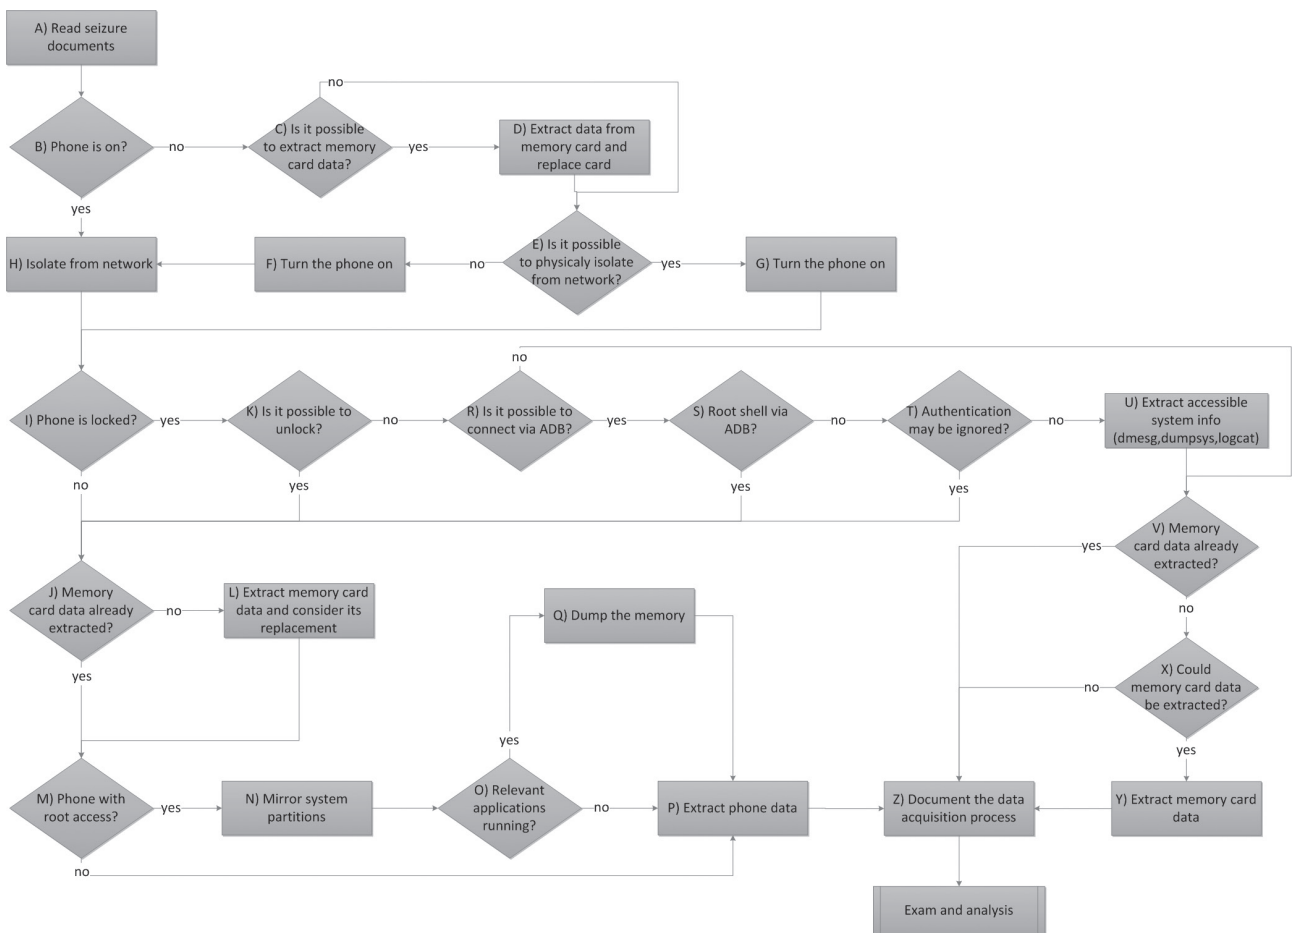 A) Read seizure
documents
no
B) Phone is on?
no
C) Is it possible
to extract memory
card data?
yes
D) Extract data from
memory card and
replace card
yes
H) Isolate from network
F) Turn the phone on
no
E) Is it possible
to physicaly isolate
from network?
yes
G) Turn the phone on
no
I) Phone is locked?
yes
K) Is it possible to
unlock?
no
R) Is it possible to
connect via ADB?
yes
S) Root shell via
ADB?
no
T) Authentication
may be ignored?
no
U) Extract accessible
system info
(dmesg,dumpsys,logcat)
no
yes
yes
yes
V) Memory
card data already
extracted?
yes
no
J) Memory
card data already
extracted?
no
L) Extract memory card
data and consider its
replacement
Q) Dump the memory
yes
X) Could
memory card data
be extracted?
no
yes
yes
M) Phone with
root access?
yes
N) Mirror system
partitions
O) Relevant
applications
running?
no
P) Extract phone data
Z) Document the data
acquisition process
Y) Extract memory card
data
no
Exam and analysis